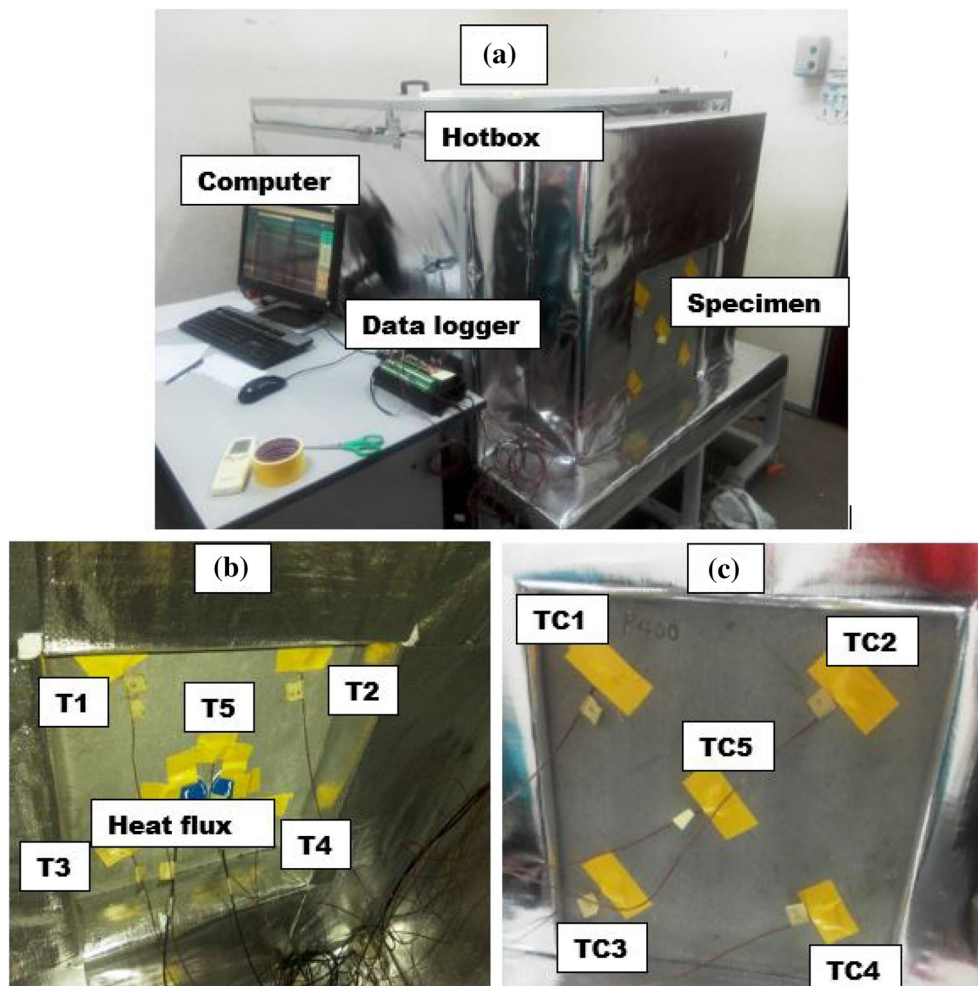 (a)
Hotbox
Computer
Specimen
Data logger
(b)
T1
T2
T5
Heat flux
T3
T4
(c)
TC1
P400
TC2
TC5
TC3
TC4